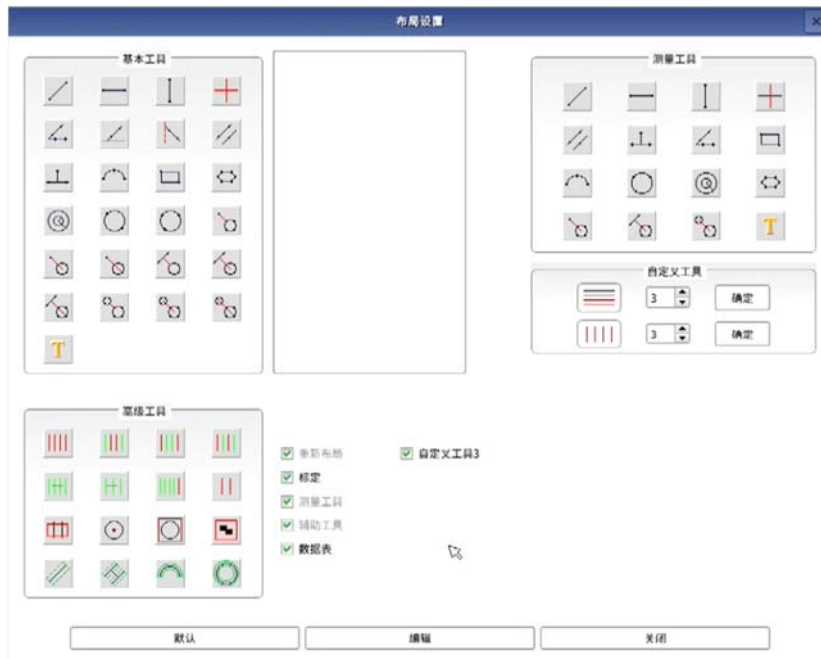 布局设置
基本工具
测量工具
T
自定义工具
3
确定
3
确定
T
高级工具
重新布局
自定义工具3
标定
测量工具
辅助工具
数据表
默认
编辑
关闭